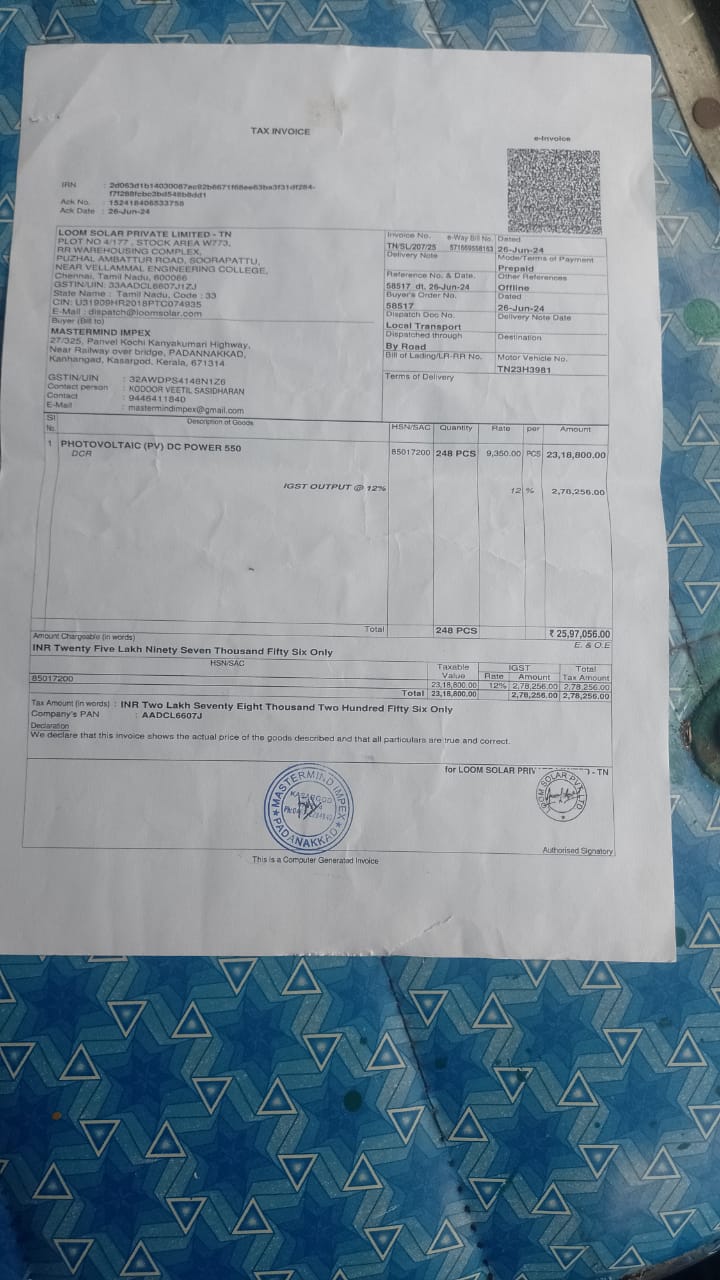 TAX INVOICE
e-Invoice
IRN : 2d063d1b14030087ac82b6671f68ee63ba3f31df284-
f7f288fcbc3bd548b8dd1
Ack No. : 152418406533758
Ack Date : 26-Jun-24
LOOM SOLAR PRIVATE LIMITED - TN
PLOT NO 4/177 , STOCK AREA W773,
RR WAREHOUSING COMPLEX,
PUZHAL AMBATTUR ROAD, SOORAPATTU,
NEAR VELLAMMAL ENGINEERING COLLEGE,
Chennai, Tamil Nadu, 600066
GSTIN/UIN: 33AADCL6607J1ZJ
State Name : Tamil Nadu, Code : 33
CIN: U31909HR2018PTC074935
E-Mail : dispatch@loomsolar.com
Buyer (Bill to)
MASTERMIND IMPEX
27/325, Panvel Kochi Kanyakumari Highway,
Near Railway over bridge, PADANNAKKAD,
Kanhangad, Kasargod, Kerala, 671314
GSTIN/UIN : 32AWDPS4148N1Z6
Contact person : KODOOR VEETIL SASIDHARAN
Contact : 9446411840
E-Mail : mastermindimpex@gmail.com
Invoice No. e-Way Bill No. Dated
TN/SL/207/25 571669558163 26-Jun-24
Delivery Note Mode/Terms of Payment
Prepaid
Reference No. & Date. Other References
58517 dt. 26-Jun-24 Offline
Buyer's Order No. Dated
58517 26-Jun-24
Dispatch Doc No. Delivery Note Date
Local Transport
Dispatched through Destination
By Road
Bill of Lading/LR-RR No. Motor Vehicle No.
TN23H3981
Terms of Delivery
Sl No. Description of Goods HSN/SAC Quantity Rate per Amount
1 PHOTOVOLTAIC (PV) DC POWER 550 85017200 248 PCS 9,350.00 PCS 23,18,800.00
DCR
IGST OUTPUT @ 12% 12 % 2,78,256.00
Total 248 PCS ₹ 25,97,056.00
Amount Chargeable (in words) E. & O.E
INR Twenty Five Lakh Ninety Seven Thousand Fifty Six Only
HSN/SAC Taxable Value IGST Rate Amount Total Tax Amount
85017200 23,18,800.00 12% 2,78,256.00 2,78,256.00
Total 23,18,800.00 2,78,256.00 2,78,256.00
Tax Amount (in words) : INR Two Lakh Seventy Eight Thousand Two Hundred Fifty Six Only
Company's PAN : AADCL6607J
Declaration
We declare that this invoice shows the actual price of the goods described and that all particulars are true and correct.
for LOOM SOLAR PRIV - TN
MASTERMIND IMPEX
KASARGOD
PADANAKKAD
LOOM SOLAR PVT. LTD
Authorised Signatory
This is a Computer Generated Invoice